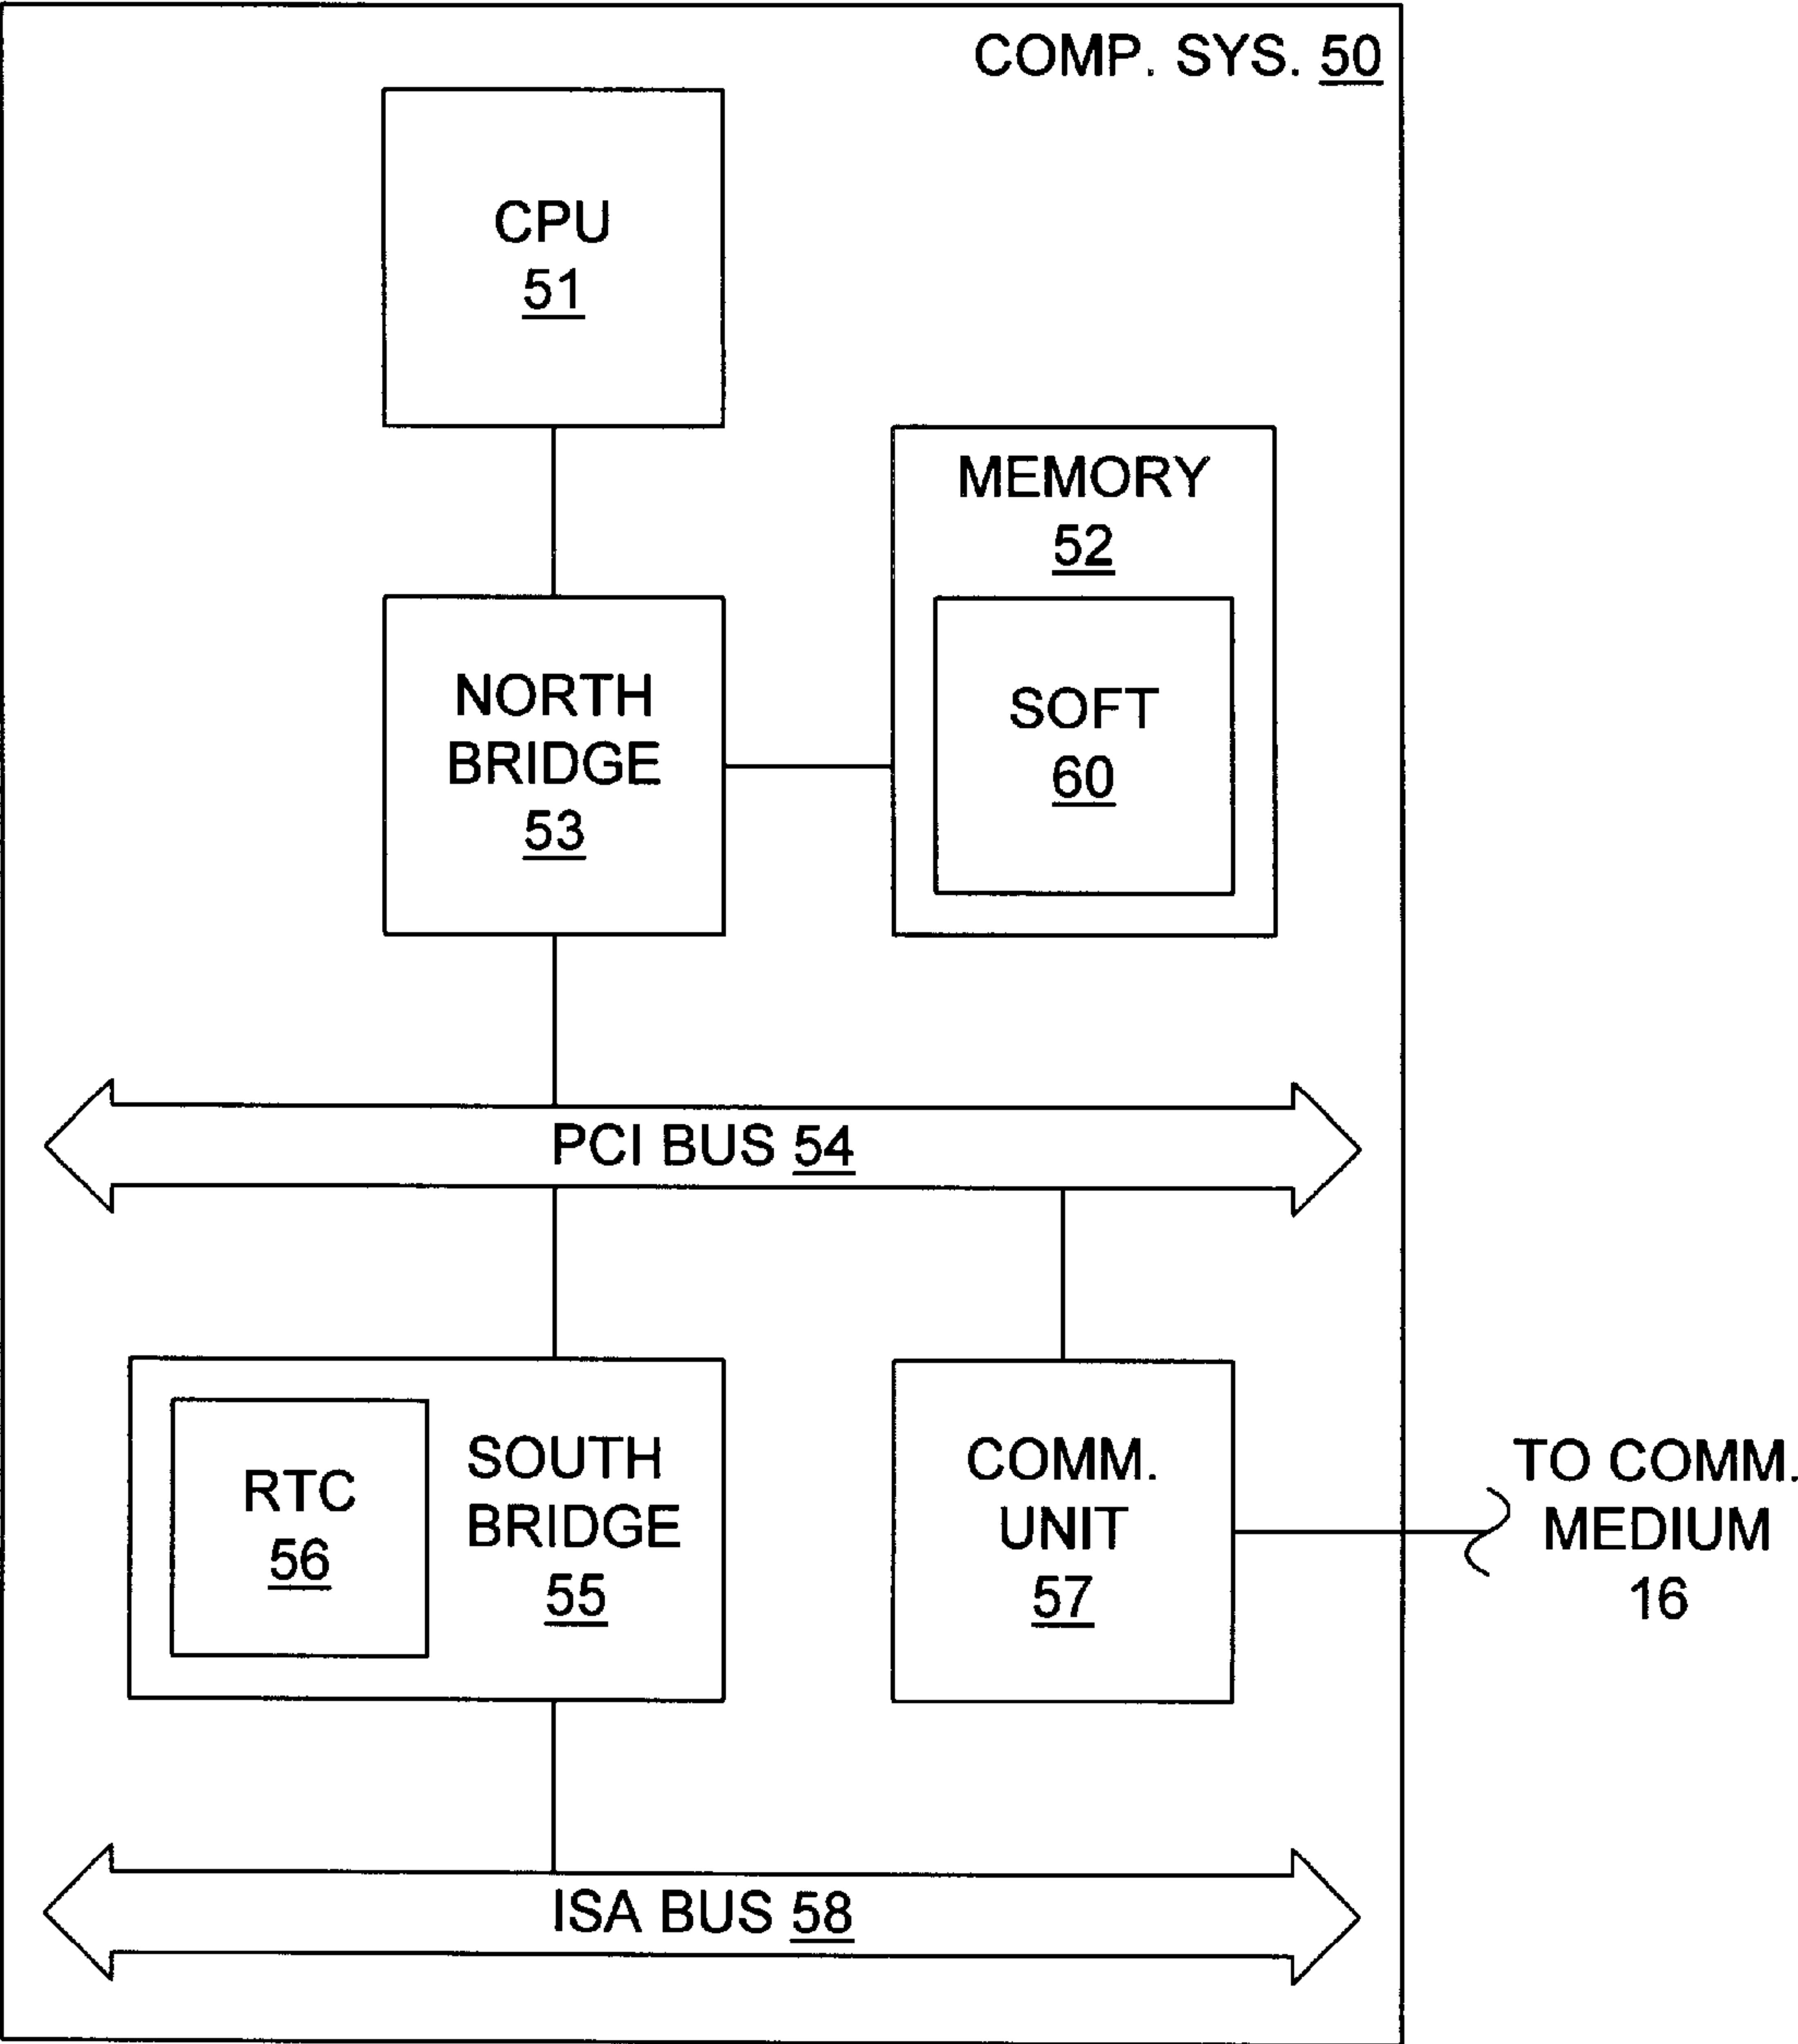 COMP. SYS. 50
CPU
51
MEMORY
52
NORTH
BRIDGE
53
SOFT
60
PCI BUS 54
RTC
56
SOUTH
BRIDGE
55
COMM.
UNIT
57
TO COMM.
MEDIUM
16
ISA BUS 58